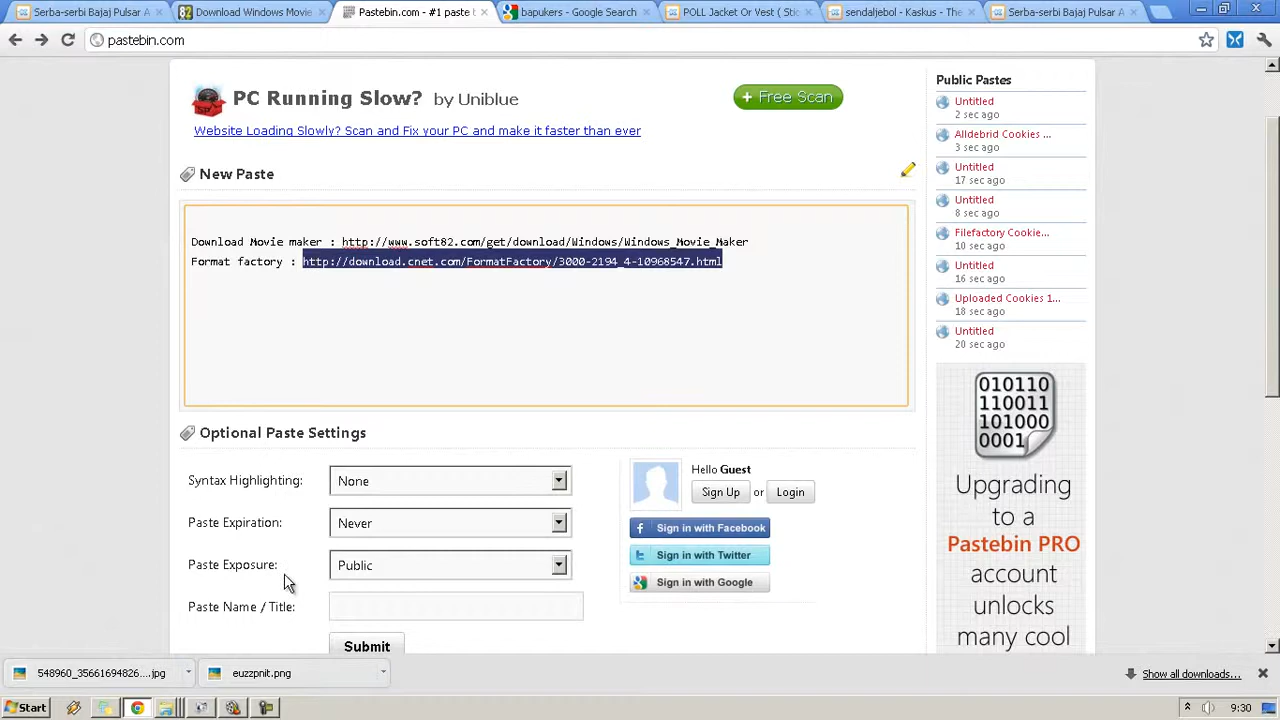 Serba-serbi Bajaj Pulsar A
Download Windows Movie
Pastebin.com - #1 paste t
bapukers - Google Search
POLL Jacket Or Vest ( Stic
sendaljebol - Kaskus - The
Serba-serbi Bajaj Pulsar A
pastebin.com
PC Running Slow? by Uniblue
+ Free Scan
Website Loading Slowly? Scan and Fix your PC and make it faster than ever
New Paste
Download Movie maker : http://www.soft82.com/get/download/Windows/Windows_Movie_Maker
Format factory : http://download.cnet.com/FormatFactory/3000-2194_4-10968547.html
Optional Paste Settings
Syntax Highlighting: None
Paste Expiration: Never
Paste Exposure: Public
Paste Name / Title:
Submit
Hello Guest
Sign Up or Login
Sign in with Facebook
Sign in with Twitter
Sign in with Google
Public Pastes
Untitled
2 sec ago
Alldebrid Cookies ...
3 sec ago
Untitled
17 sec ago
Untitled
8 sec ago
Filefactory Cookie...
10 sec ago
Untitled
16 sec ago
Uploaded Cookies 1...
18 sec ago
Untitled
20 sec ago
010110
110011
101000
0001
Upgrading
to a
Pastebin PRO
account
unlocks
many cool
548960_35661694826....jpg
euzzpnit.png
Show all downloads...
Start
9:30